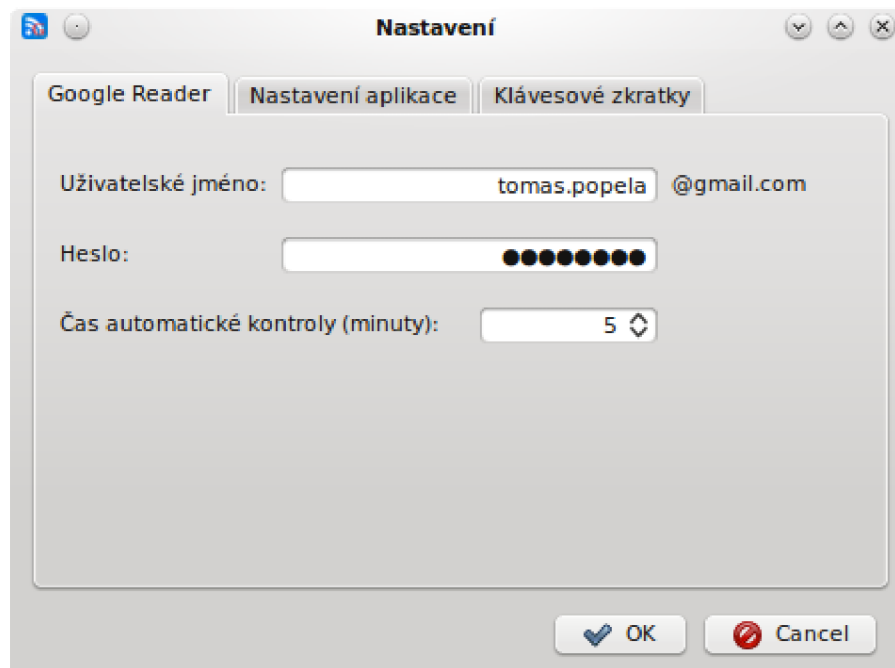 Nastavení
Google Reader Nastavení aplikace Klávesové zkratky
Uživatelské jméno: tomas.popela @gmail.com
Heslo: ●●●●●●●●
Čas automatické kontroly (minuty): 5
OK Cancel